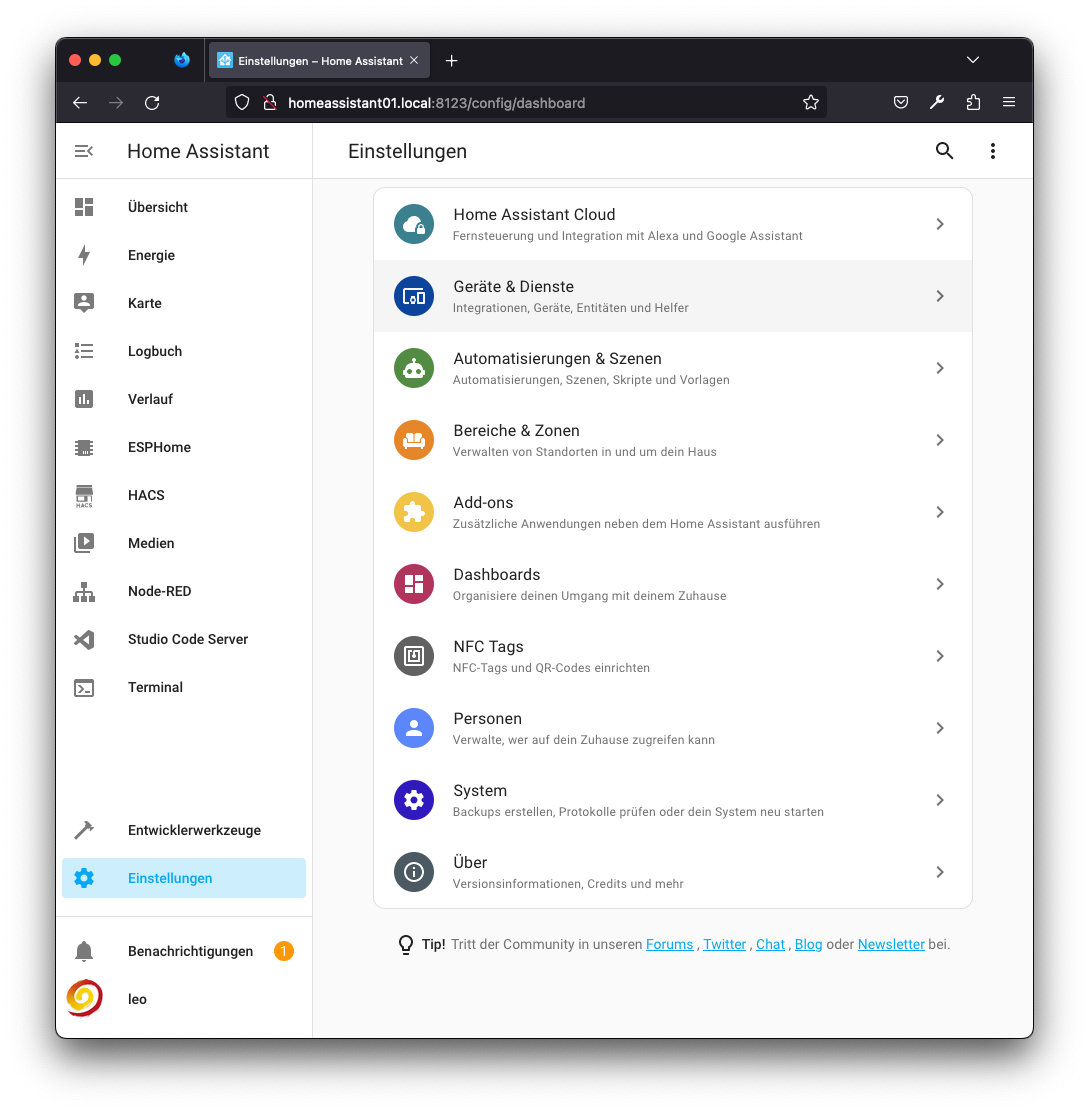 Einstellungen – Home Assistant
homeassistant01.local:8123/config/dashboard
Home Assistant
Einstellungen
Übersicht
Energie
Karte
Logbuch
Verlauf
ESPHome
HACS
HACS
Medien
Node-RED
Studio Code Server
Terminal
Entwicklerwerkzeuge
Einstellungen
Benachrichtigungen 1
leo
Home Assistant Cloud
Fernsteuerung und Integration mit Alexa und Google Assistant
Geräte & Dienste
Integrationen, Geräte, Entitäten und Helfer
Automatisierungen & Szenen
Automatisierungen, Szenen, Skripte und Vorlagen
Bereiche & Zonen
Verwalten von Standorten in und um dein Haus
Add-ons
Zusätzliche Anwendungen neben dem Home Assistant ausführen
Dashboards
Organisiere deinen Umgang mit deinem Zuhause
NFC Tags
NFC-Tags und QR-Codes einrichten
Personen
Verwalte, wer auf dein Zuhause zugreifen kann
System
Backups erstellen, Protokolle prüfen oder dein System neu starten
Über
Versionsinformationen, Credits und mehr
Tip! Tritt der Community in unseren Forums , Twitter , Chat , Blog oder Newsletter bei.